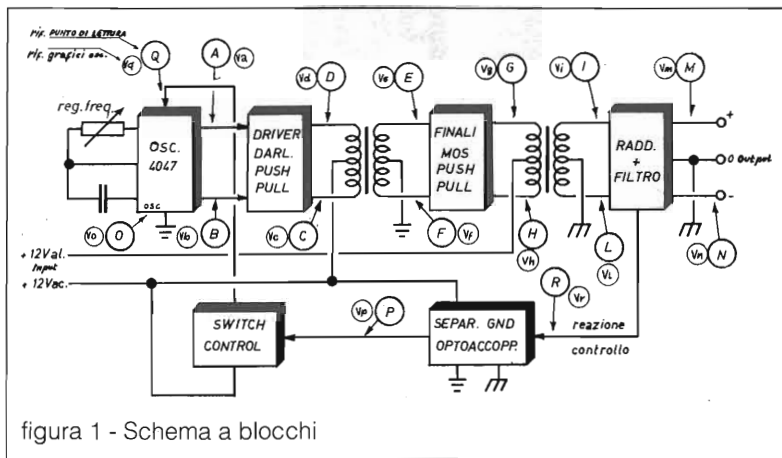 rif. PUNTO DI LETTURA
rif. grafici osc.
Vq
Q
A
Va
reg.freq.
OSC.
4047
OSC
Vo
O
Vb
B
DRIVER
DARL.
PUSH
PULL
Vd
D
Vc
C
Ve
E
F
Vf
FINALI
MOS
PUSH
PULL
Vg
G
H
Vh
Vi
I
L
VL
RADD.
+
FILTRO
Vm
M
+
0 Output
-
Vn
N
+ 12Val.
Input
+ 12Vac.
SWITCH
CONTROL
Vp
P
SEPAR. GND
OPTOACCOPP.
R
Vr
reazione
controllo
figura 1 - Schema a blocchi